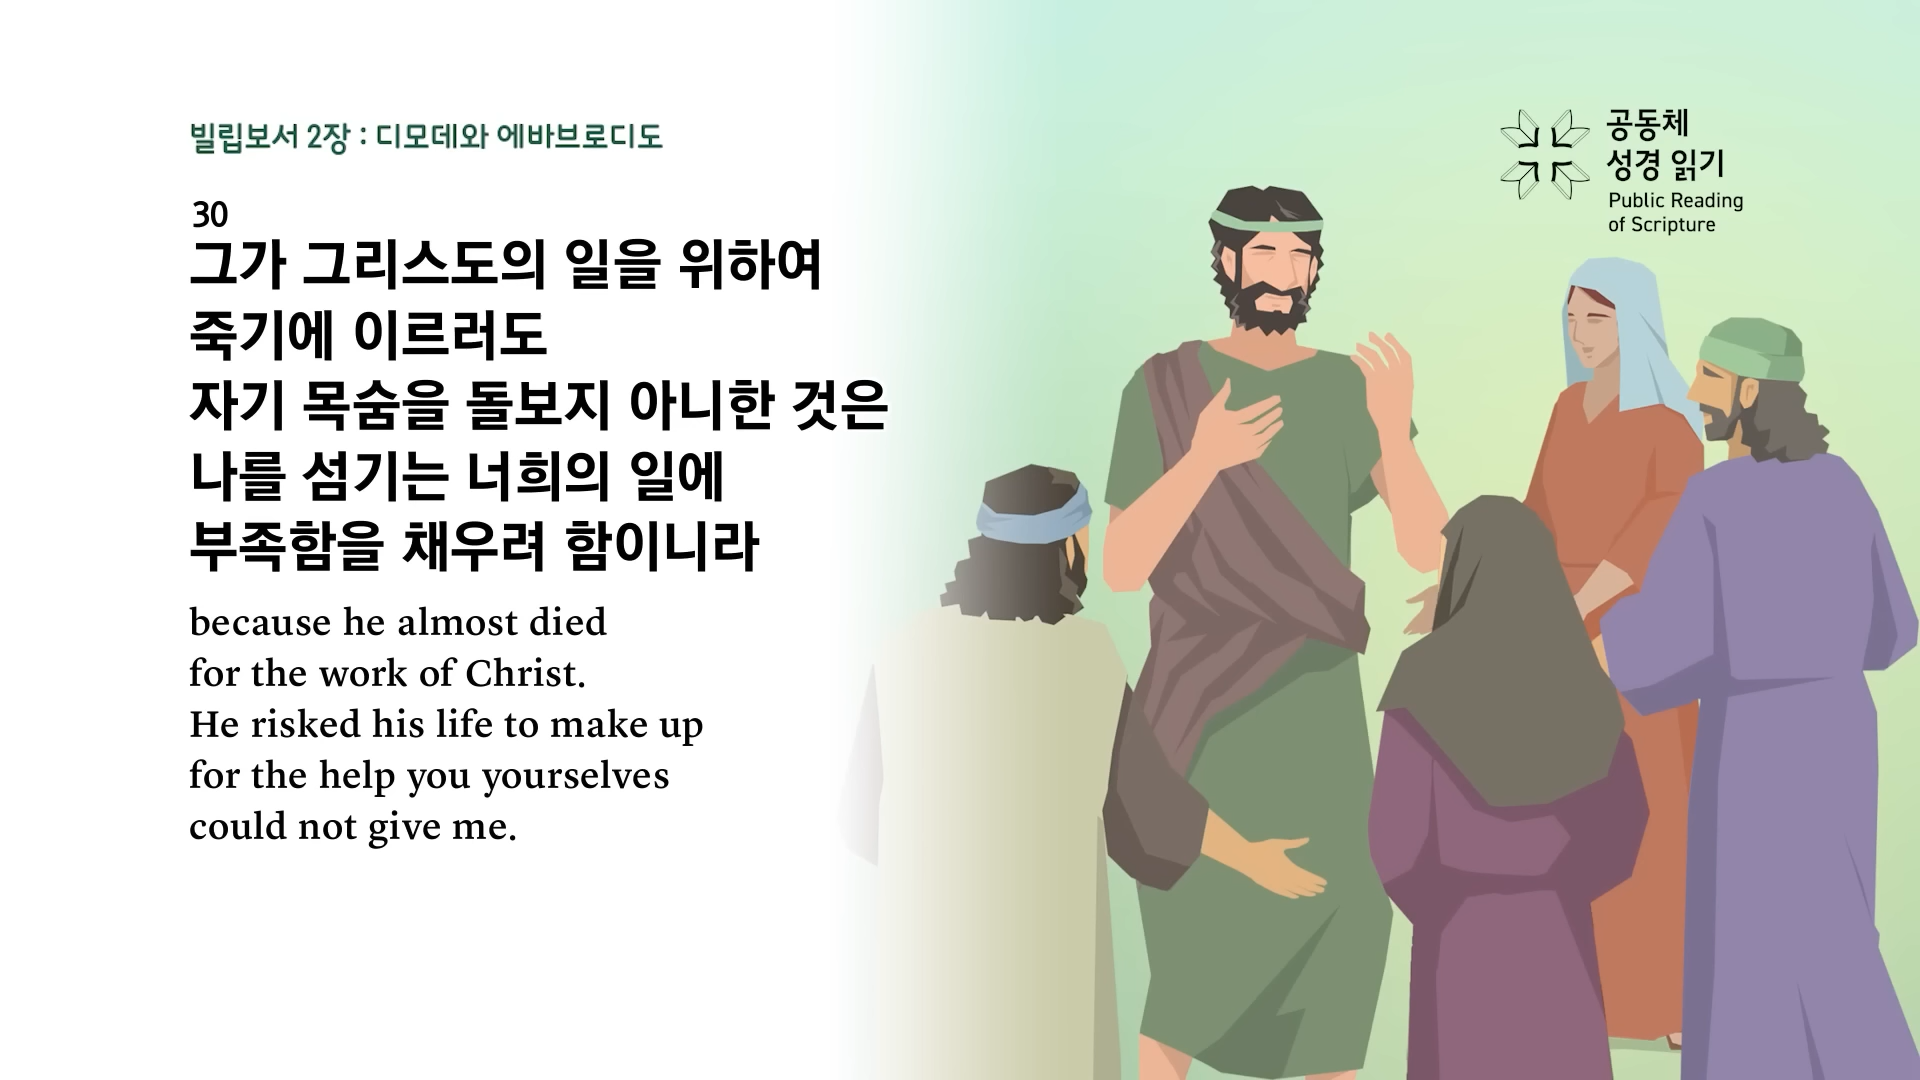 빌립보서 2장 : 디모데와 에바브로디도
30
그가 그리스도의 일을 위하여
죽기에 이르러도
자기 목숨을 돌보지 아니한 것은
나를 섬기는 너희의 일에
부족함을 채우려 함이니라
because he almost died
for the work of Christ.
He risked his life to make up
for the help you yourselves
could not give me.
공동체
성경 읽기
Public Reading
of Scripture